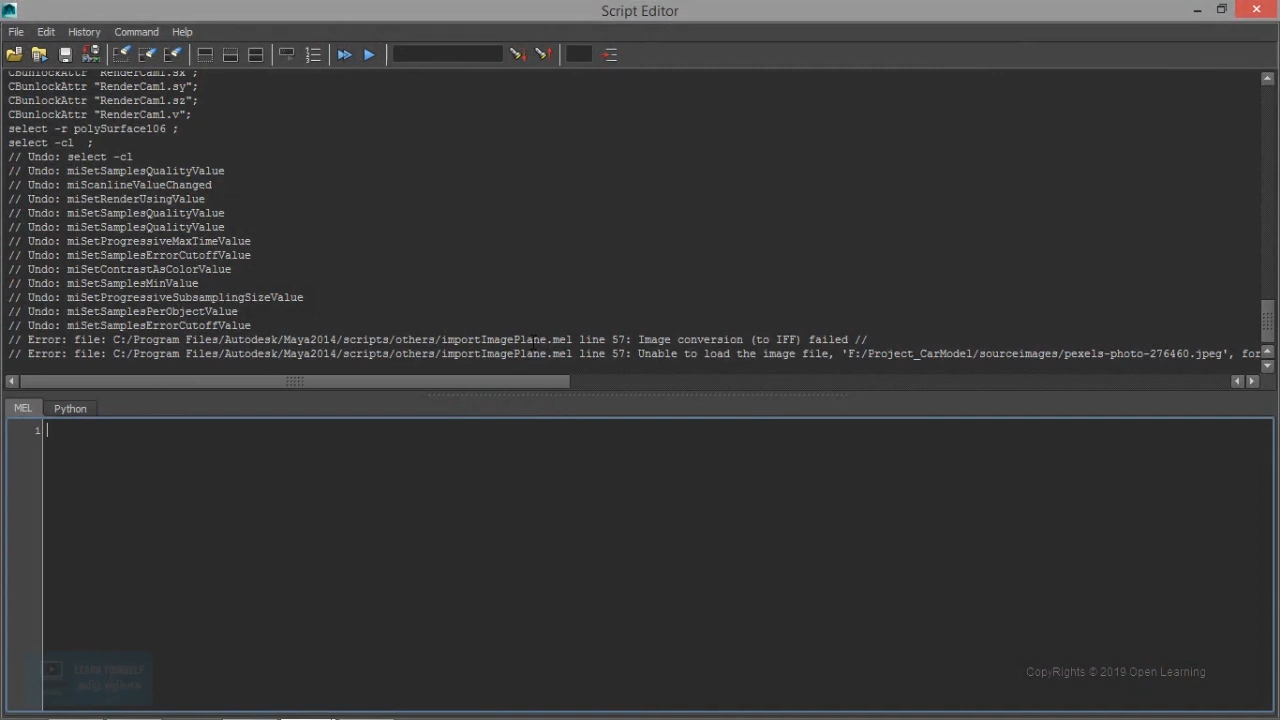 Script Editor
File Edit History Command Help
CBunlockAttr "RenderCam1.sx";
CBunlockAttr "RenderCam1.sy";
CBunlockAttr "RenderCam1.sz";
CBunlockAttr "RenderCam1.v";
select -r polySurface106 ;
select -cl  ;
// Undo: select -cl
// Undo: miSetSamplesQualityValue
// Undo: miScanlineValueChanged
// Undo: miSetRenderUsingValue
// Undo: miSetSamplesQualityValue
// Undo: miSetSamplesQualityValue
// Undo: miSetProgressiveMaxTimeValue
// Undo: miSetSamplesErrorCutoffValue
// Undo: miSetContrastAsColorValue
// Undo: miSetSamplesMinValue
// Undo: miSetProgressiveSubsamplingSizeValue
// Undo: miSetSamplesPerObjectValue
// Undo: miSetSamplesErrorCutoffValue
// Error: file: C:/Program Files/Autodesk/Maya2014/scripts/others/importImagePlane.mel line 57: Image conversion (to IFF) failed //
// Error: file: C:/Program Files/Autodesk/Maya2014/scripts/others/importImagePlane.mel line 57: Unable to load the image file, 'F:/Project_CarModel/sourceimages/pexels-photo-276460.jpeg', for
MEL Python
1
LEARN YOURSELF
CopyRights © 2019 Open Learning